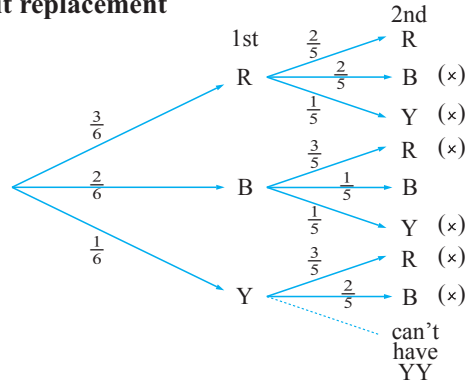 t replacement
1st
2nd
3/6
R
2/5
R
2/5
B (×)
1/5
Y (×)
2/6
B
3/5
R (×)
1/5
B
1/5
Y (×)
1/6
Y
3/5
R (×)
2/5
B (×)
can't
have
YY